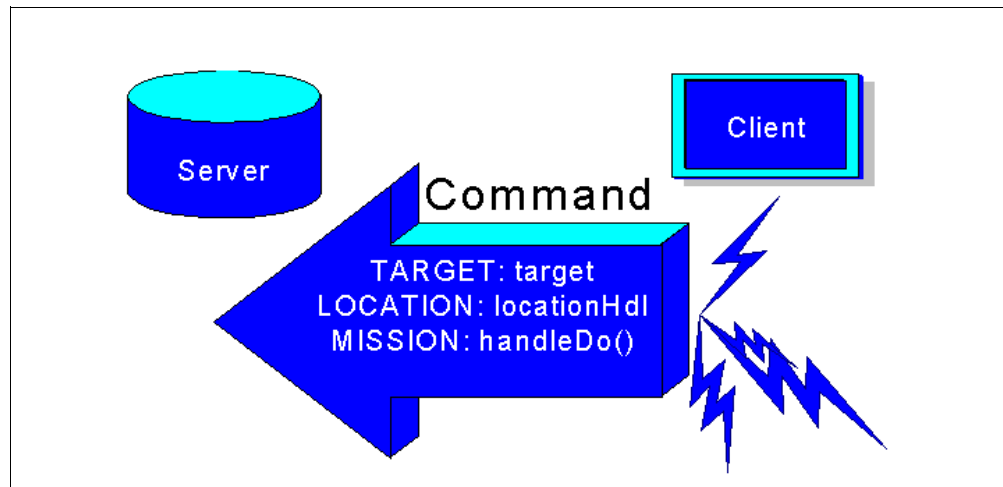 Server
Client
Command
TARGET: target
LOCATION: locationHdl
MISSION: handleDo()